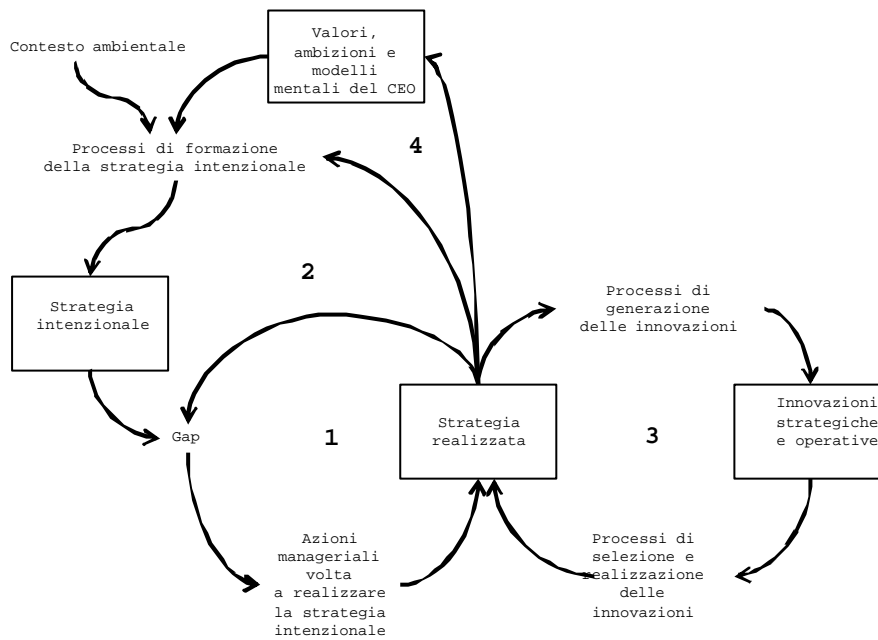 Contesto ambientale
Valori,
ambizioni e
modelli
mentali del CEO
Processi di formazione
della strategia intenzionale
4
2
Strategia
intenzionale
Processi di
generazione
delle innovazioni
Gap
1
Strategia
realizzata
3
Innovazioni
strategiche
e operative
Azioni
manageriali
volta
a realizzare
la strategia
intenzionale
Processi di
selezione e
realizzazione
delle
innovazioni